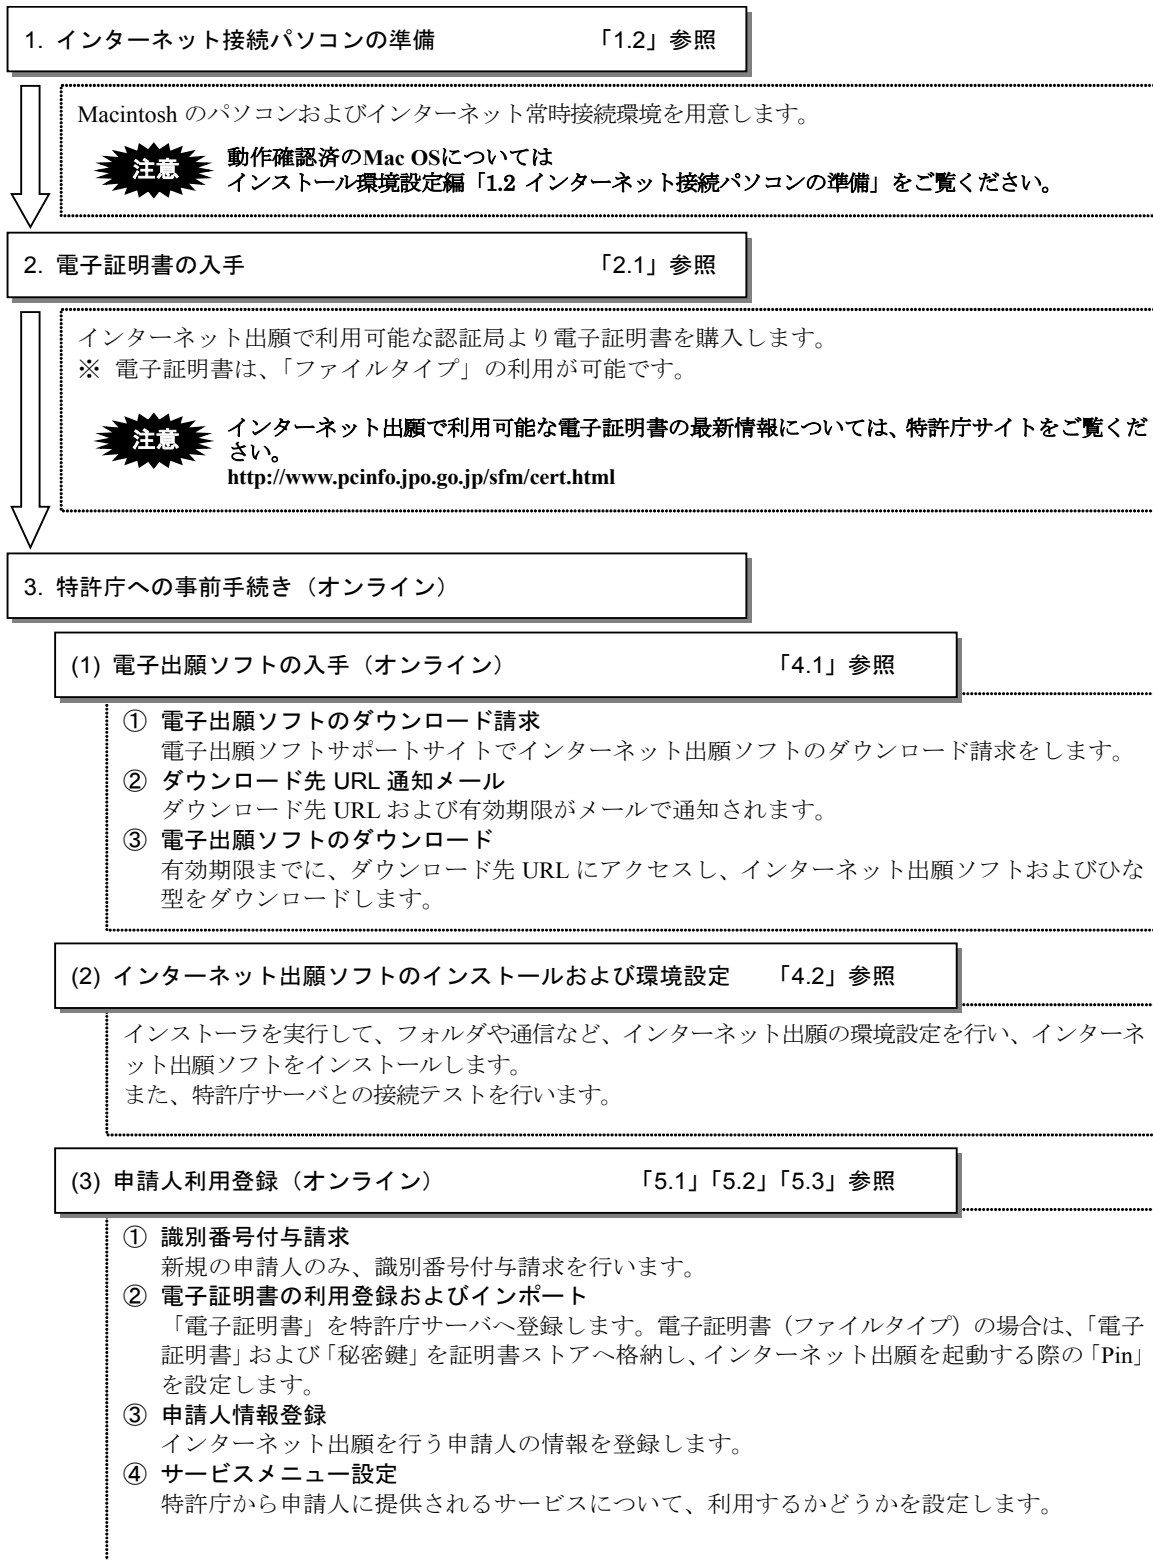 1. インターネット接続パソコンの準備 「1.2」参照
Macintosh のパソコンおよびインターネット常時接続環境を用意します。
注意
動作確認済のMac OSについては
インストール環境設定編「1.2 インターネット接続パソコンの準備」をご覧ください。
2. 電子証明書の入手 「2.1」参照
インターネット出願で利用可能な認証局より電子証明書を購入します。
※ 電子証明書は、「ファイルタイプ」の利用が可能です。
注意
インターネット出願で利用可能な電子証明書の最新情報については、特許庁サイトをご覧くだ
さい。
http://www.pcinfo.jpo.go.jp/sfm/cert.html
3. 特許庁への事前手続き（オンライン）
(1) 電子出願ソフトの入手（オンライン） 「4.1」参照
① 電子出願ソフトのダウンロード請求
電子出願ソフトサポートサイトでインターネット出願ソフトのダウンロード請求をします。
② ダウンロード先 URL 通知メール
ダウンロード先 URL および有効期限がメールで通知されます。
③ 電子出願ソフトのダウンロード
有効期限までに、ダウンロード先 URL にアクセスし、インターネット出願ソフトおよびひな
型をダウンロードします。
(2) インターネット出願ソフトのインストールおよび環境設定 「4.2」参照
インストーラを実行して、フォルダや通信など、インターネット出願の環境設定を行い、インターネ
ット出願ソフトをインストールします。
また、特許庁サーバとの接続テストを行います。
(3) 申請人利用登録（オンライン） 「5.1」「5.2」「5.3」参照
① 識別番号付与請求
新規の申請人のみ、識別番号付与請求を行います。
② 電子証明書の利用登録およびインポート
「電子証明書」を特許庁サーバへ登録します。電子証明書（ファイルタイプ）の場合は、「電子
証明書」および「秘密鍵」を証明書ストアへ格納し、インターネット出願を起動する際の「Pin」
を設定します。
③ 申請人情報登録
インターネット出願を行う申請人の情報を登録します。
④ サービスメニュー設定
特許庁から申請人に提供されるサービスについて、利用するかどうかを設定します。